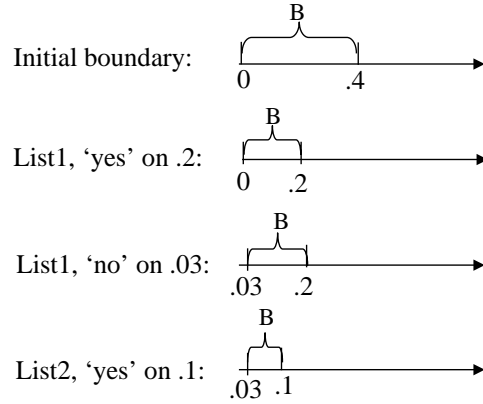 B
Initial boundary:
0 .4
B
List1, ‘yes’ on .2:
0 .2
B
List1, ‘no’ on .03:
.03 .2
B
List2, ‘yes’ on .1:
.03 .1